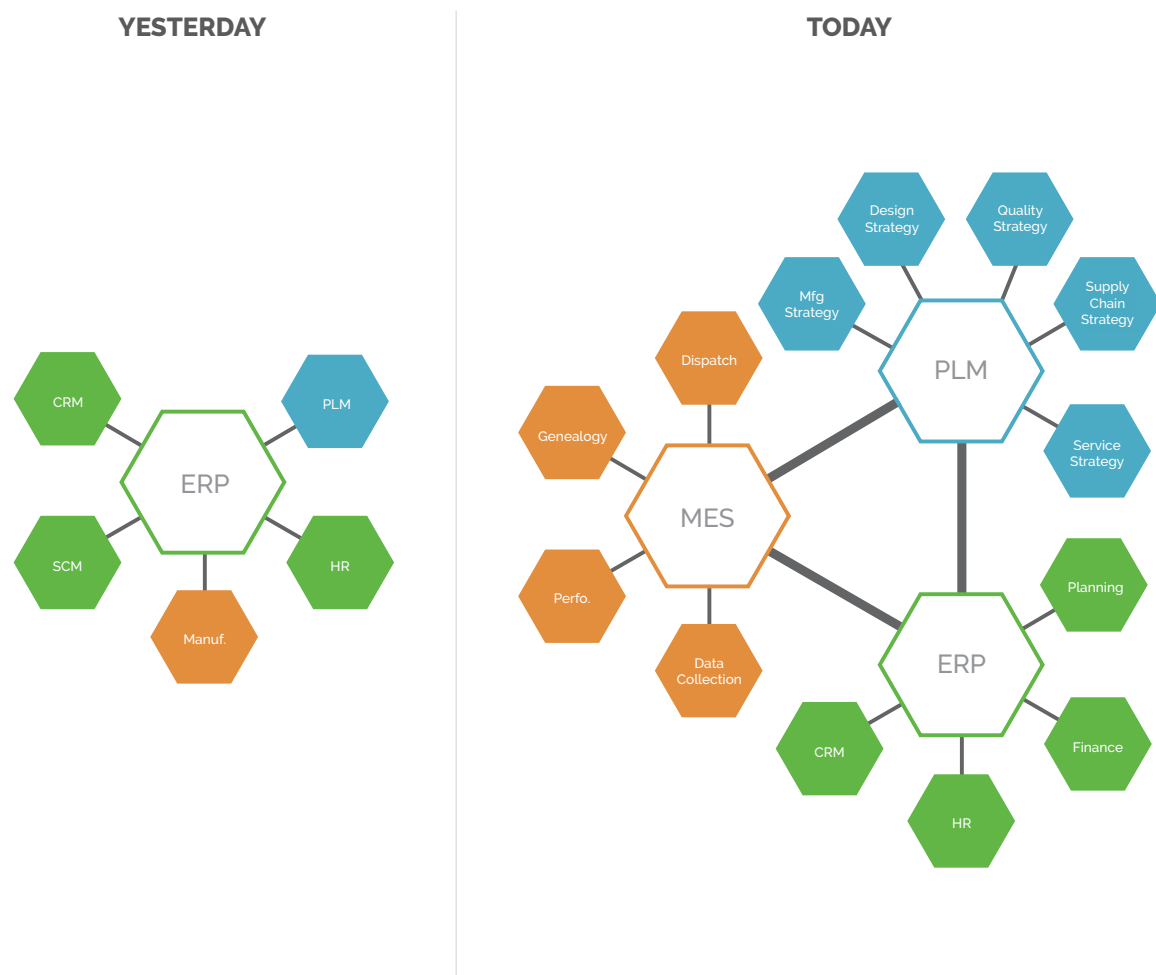 YESTERDAY
CRM
PLM
ERP
SCM
HR
Manuf.
TODAY
Design
Strategy
Quality
Strategy
Mfg
Strategy
Supply
Chain
Strategy
PLM
Service
Strategy
Dispatch
Genealogy
MES
Perfo.
Data
Collection
Planning
ERP
CRM
Finance
HR